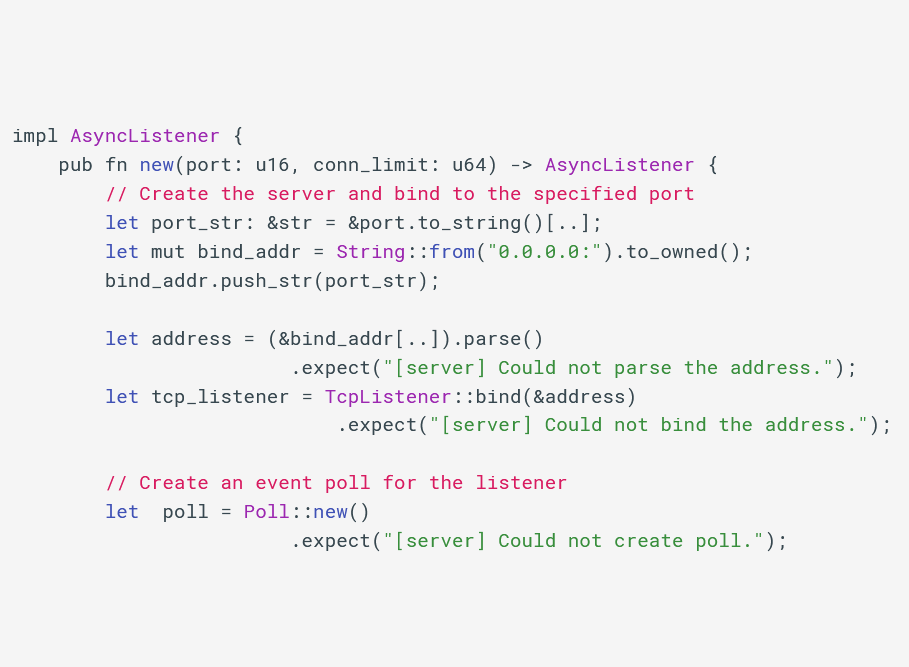 impl AsyncListener {
    pub fn new(port: u16, conn_limit: u64) -> AsyncListener {
        // Create the server and bind to the specified port
        let port_str: &str = &port.to_string()[..];
        let mut bind_addr = String::from("0.0.0.0:").to_owned();
        bind_addr.push_str(port_str);

        let address = (&bind_addr[..]).parse()
                        .expect("[server] Could not parse the address.");
        let tcp_listener = TcpListener::bind(&address)
                            .expect("[server] Could not bind the address.");

        // Create an event poll for the listener
        let  poll = Poll::new()
                        .expect("[server] Could not create poll.");